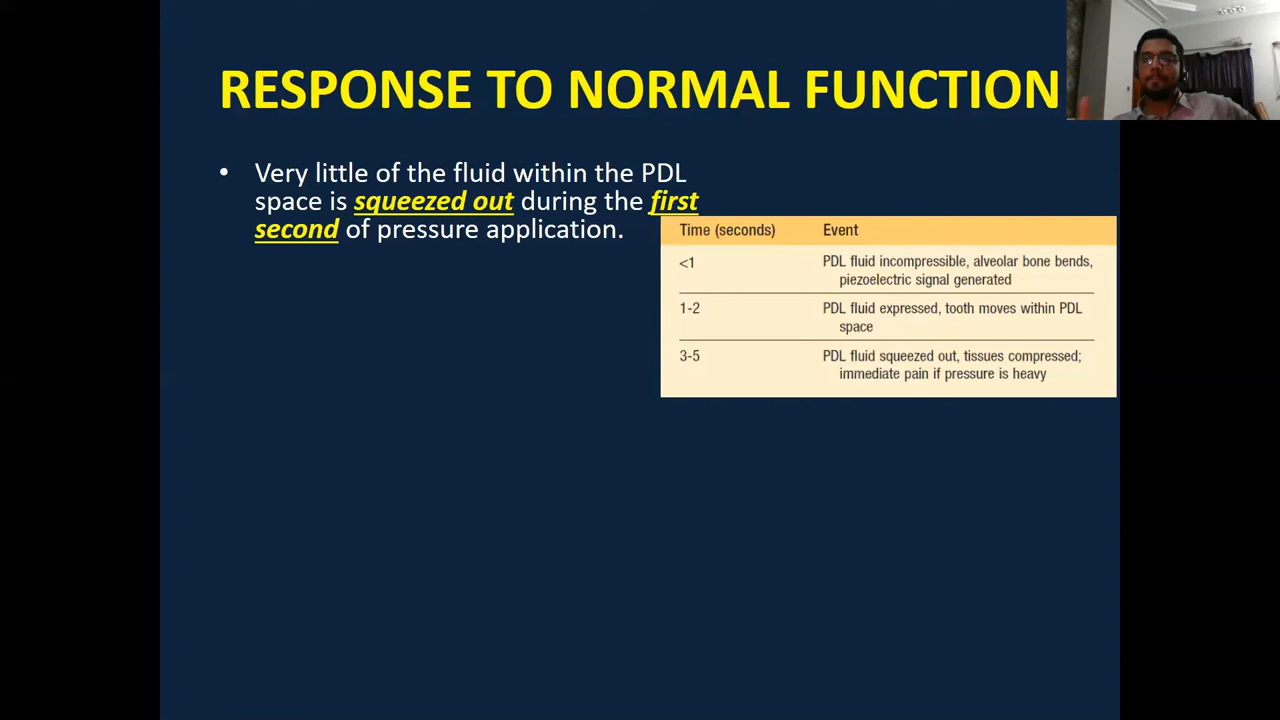 RESPONSE TO NORMAL FUNCTION
• Very little of the fluid within the PDL
space is squeezed out during the first
second of pressure application.
Time (seconds) Event
<1 PDL fluid incompressible, alveolar bone bends,
piezoelectric signal generated
1-2 PDL fluid expressed, tooth moves within PDL
space
3-5 PDL fluid squeezed out, tissues compressed;
immediate pain if pressure is heavy